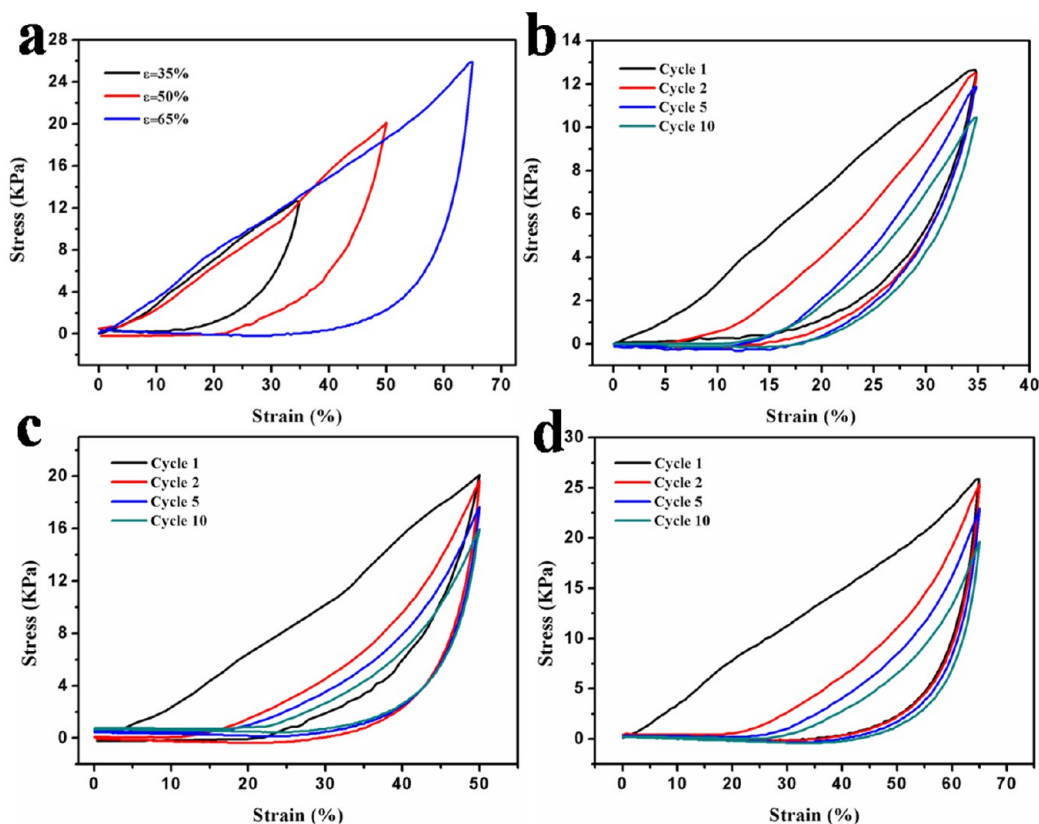 a
28
24
20
16
12
8
4
0
Stress (KPa)
ε=35%
ε=50%
ε=65%
0 10 20 30 40 50 60 70
Strain (%)
b
14
12
10
8
6
4
2
0
Stress (KPa)
Cycle 1
Cycle 2
Cycle 5
Cycle 10
0 5 10 15 20 25 30 35 40
Strain (%)
c
20
16
12
8
4
0
Stress (KPa)
Cycle 1
Cycle 2
Cycle 5
Cycle 10
0 10 20 30 40 50
Strain (%)
d
30
25
20
15
10
5
0
Stress (KPa)
Cycle 1
Cycle 2
Cycle 5
Cycle 10
0 10 20 30 40 50 60 70
Strain (%)